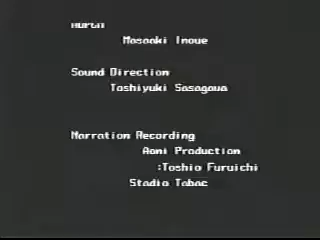 Masaaki Inoue
Sound Direction
Toshiyuki Sasagawa
Narration Recording
Aoni Production
:Toshio Furuichi
Studio Tabac